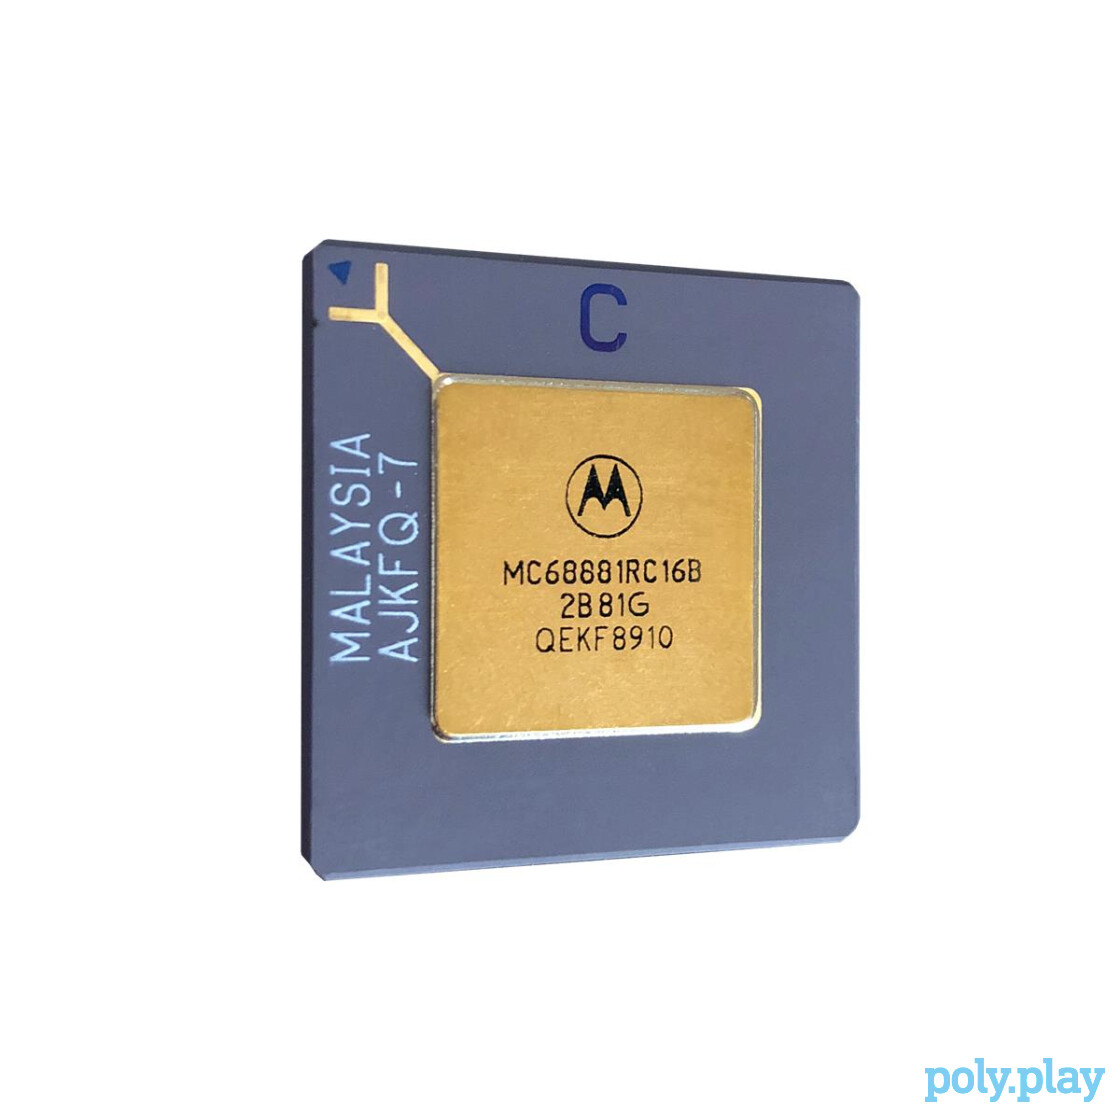 C
MALAYSIA
AJKFQ-7
MC68881RC16B
2B81G
QEKF8910
poly.play